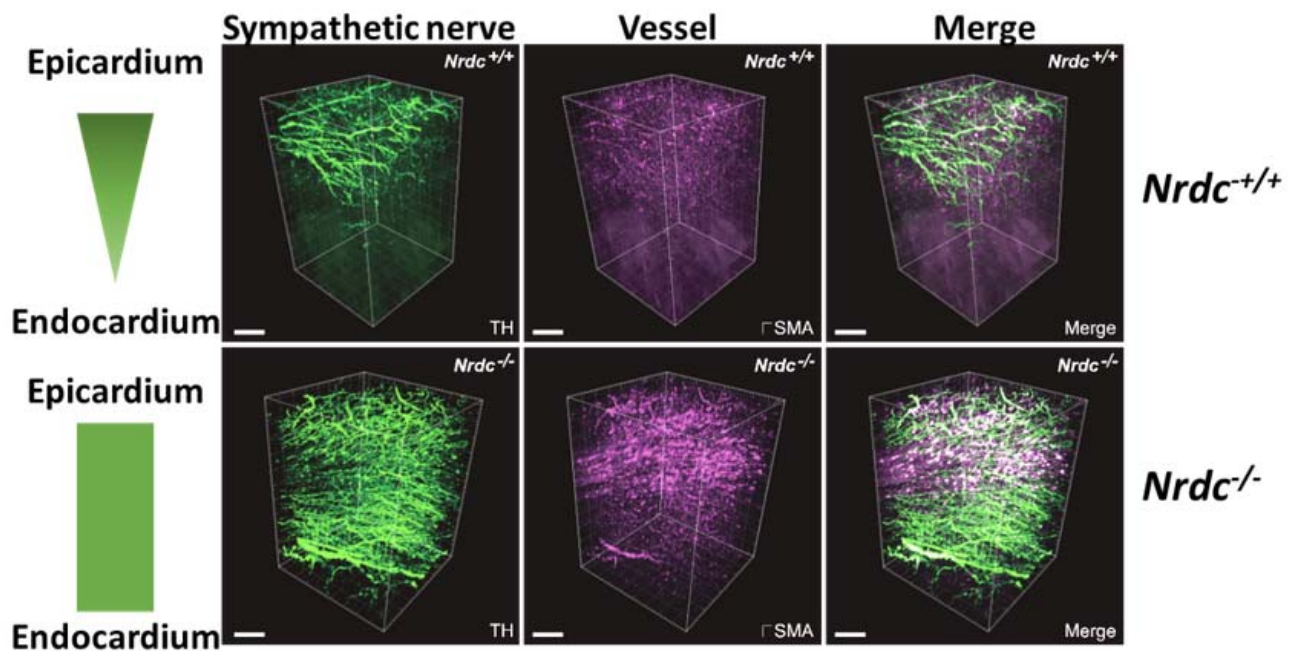 Sympathetic nerve Vessel Merge
Epicardium
Endocardium
Nrdc+/+
TH
Nrdc+/+
┌SMA
Nrdc+/+
Merge
Nrdc-+/+
Epicardium
Endocardium
Nrdc-/-
TH
Nrdc-/-
┌SMA
Nrdc-/-
Merge
Nrdc-/-